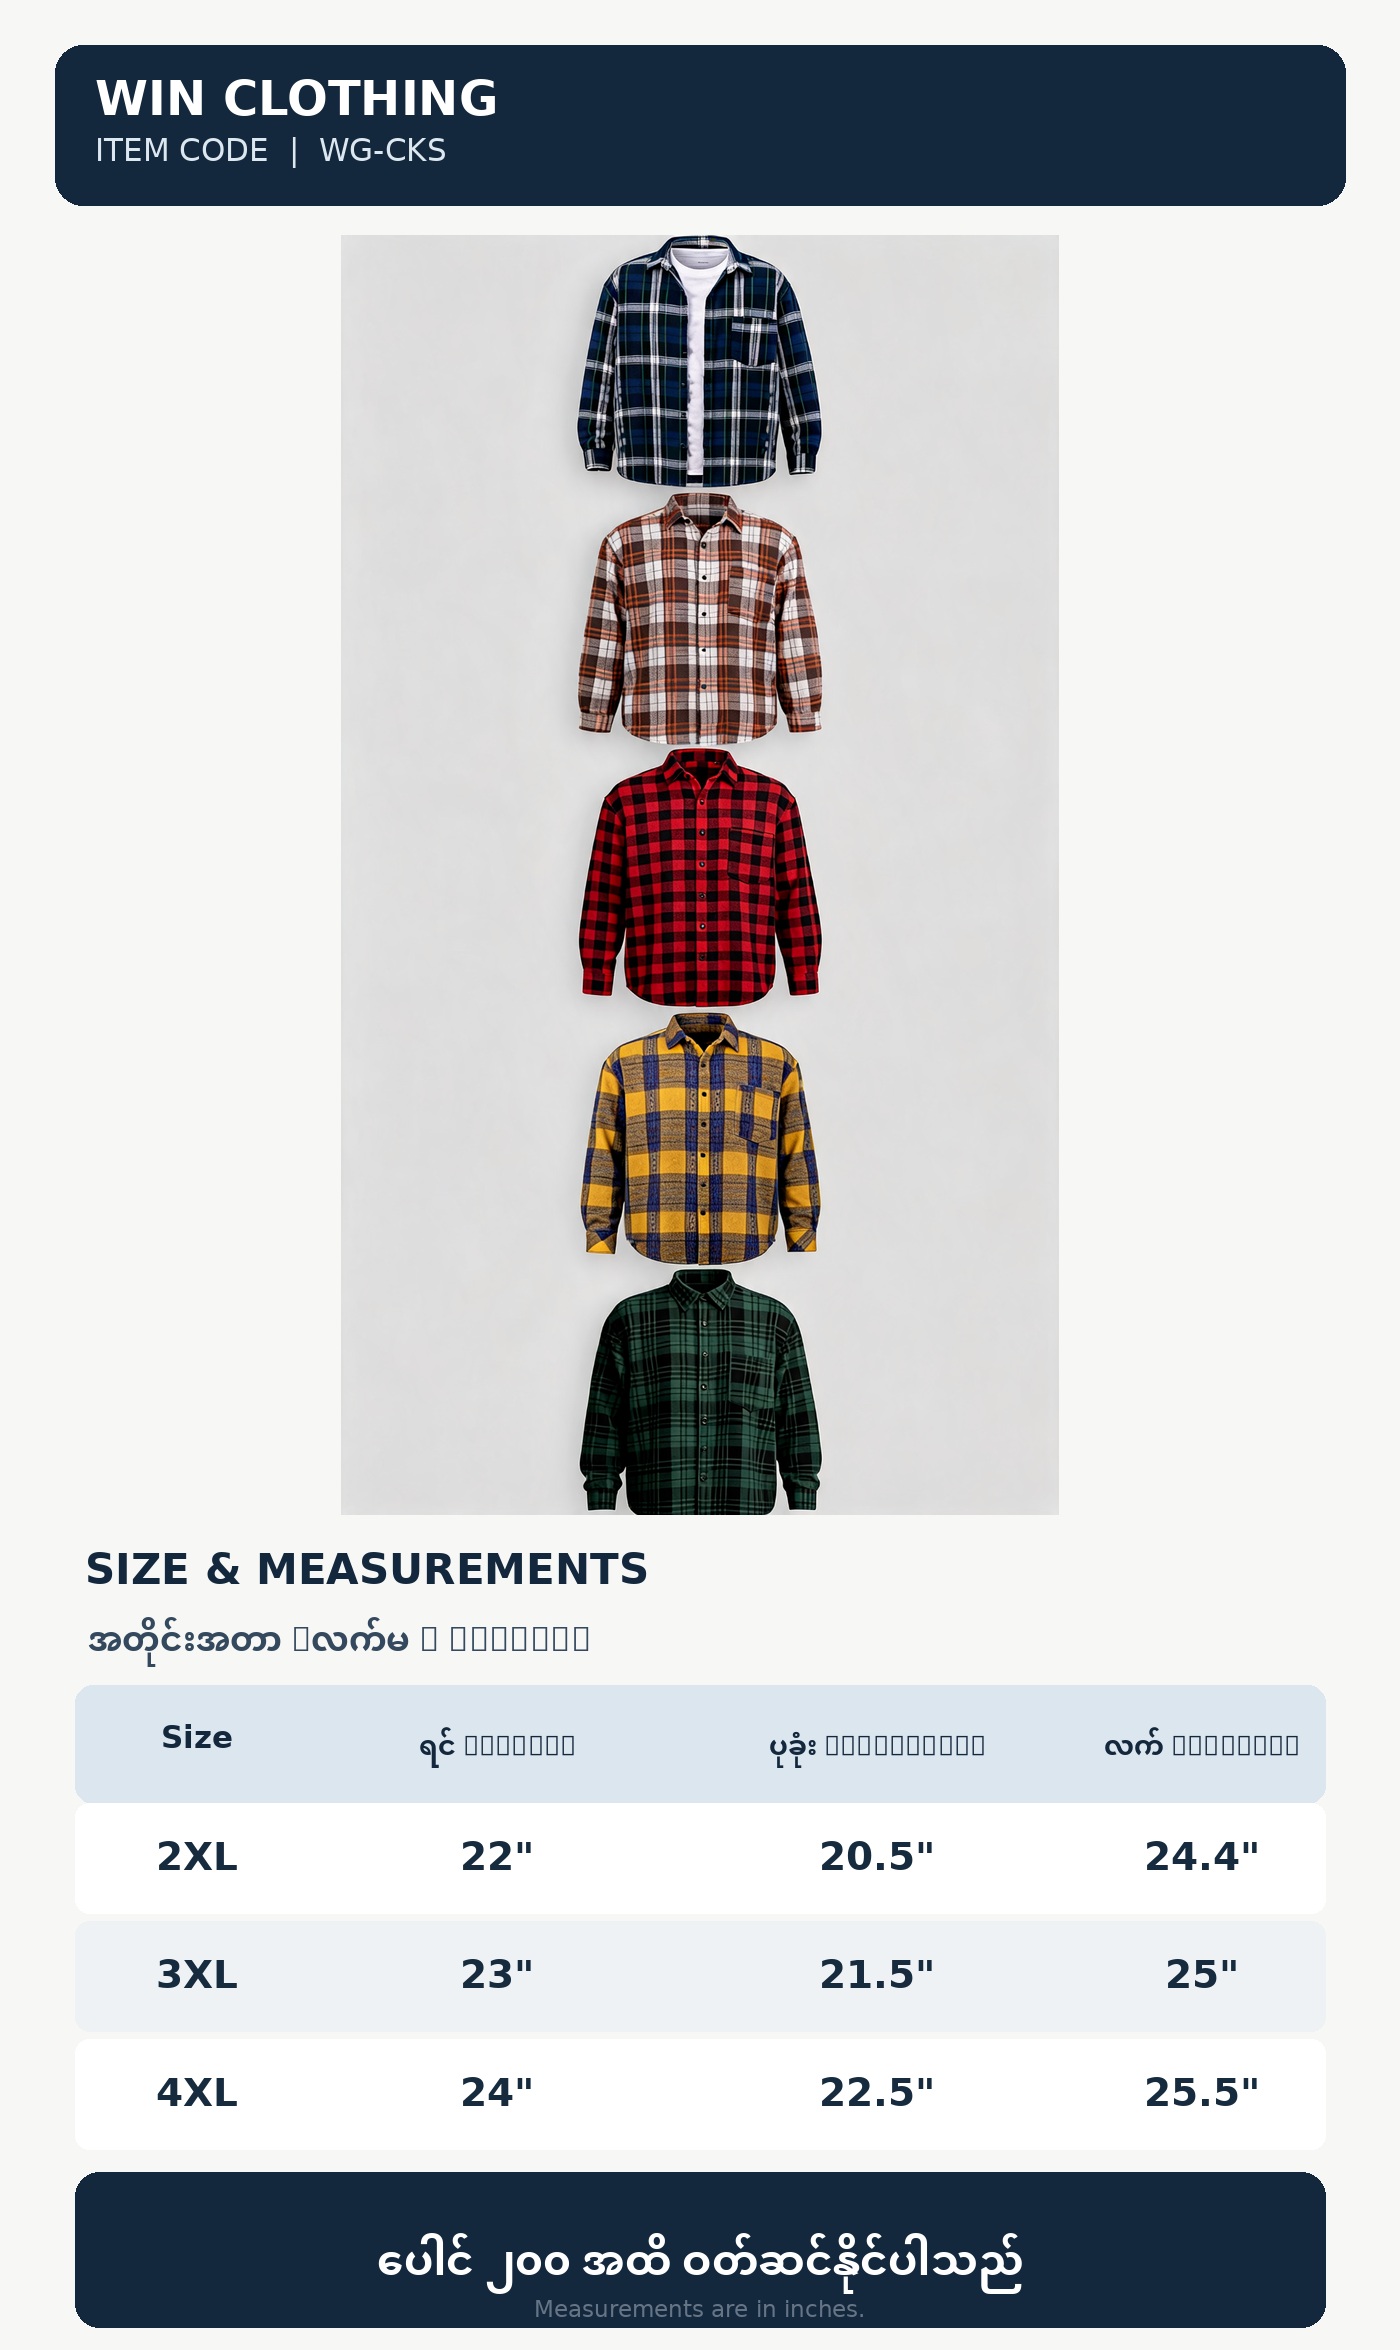 WIN CLOTHING
ITEM CODE | WG-CKS
SIZE & MEASUREMENTS
အတိုင်းအတာ လက်မ
Size ရင် ပုခုံး လက်
2XL 22" 20.5" 24.4"
3XL 23" 21.5" 25"
4XL 24" 22.5" 25.5"
ပေါင် ၂၀၀ အထိ ဝတ်ဆင်နိုင်ပါသည်
Measurements are in inches.